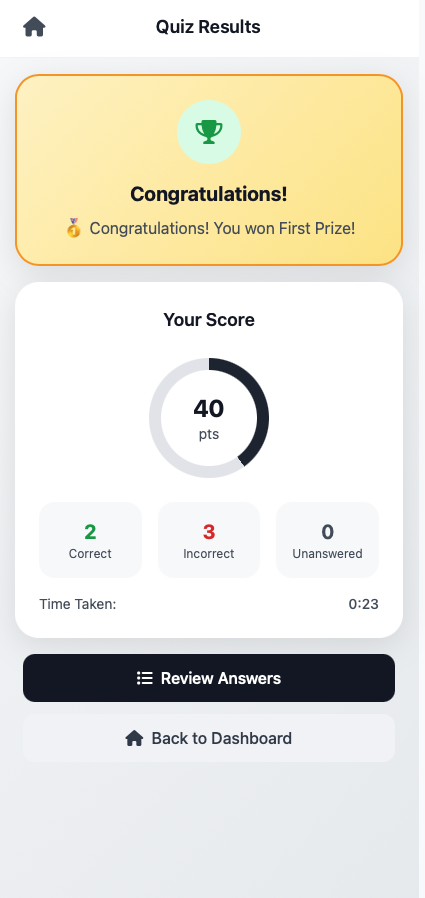 Quiz Results
Congratulations!
🥇 Congratulations! You won First Prize!
Your Score
40
pts
2
Correct
3
Incorrect
0
Unanswered
Time Taken: 0:23
Review Answers
Back to Dashboard